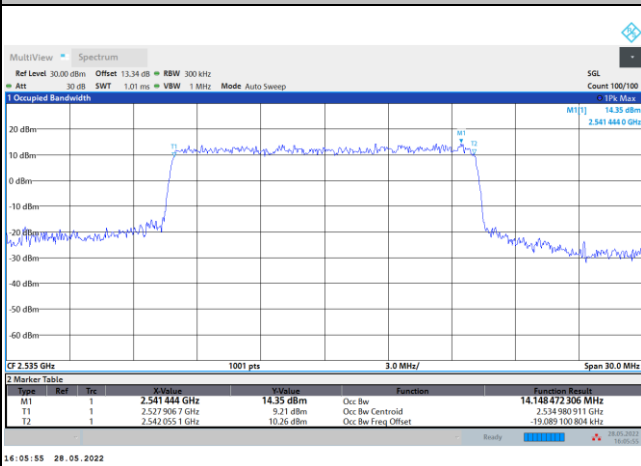 MultiView Spectrum
Ref Level 30.00 dBm Offset 13.34 dB RBW 300 kHz SGL
Att 30 dB SWT 1.01 ms VBW 1 MHz Mode Auto Sweep Count 100/100
1 Occupied Bandwidth 1Pk Max
M1[1] 14.35 dBm
2.541 444 0 GHz
M1
T1 T2
20 dBm
10 dBm
0 dBm
-10 dBm
-20 dBm
-30 dBm
-40 dBm
-50 dBm
-60 dBm
CF 2.535 GHz 1001 pts 3.0 MHz/ Span 30.0 MHz
2 Marker Table
Type Ref Trc X-Value Y-Value Function Function Result
M1 1 2.541 444 GHz 14.35 dBm Occ Bw 14.148 472 306 MHz
T1 1 2.527 906 7 GHz 9.21 dBm Occ Bw Centroid 2.534 980 911 GHz
T2 1 2.542 055 1 GHz 10.26 dBm Occ Bw Freq Offset -19.089 100 804 kHz
Ready 28.05.2022
16:05:55
16:05:55 28.05.2022